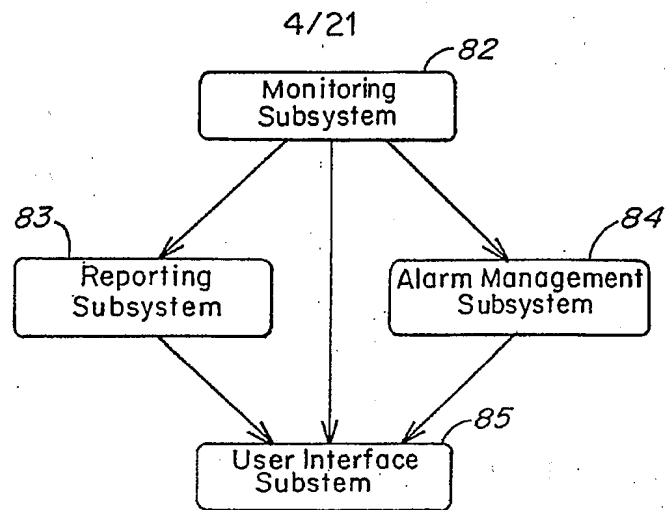 4/21
82
Monitoring
Subsystem
83
Reporting
Subsystem
84
Alarm Management
Subsystem
85
User Interface
Substem